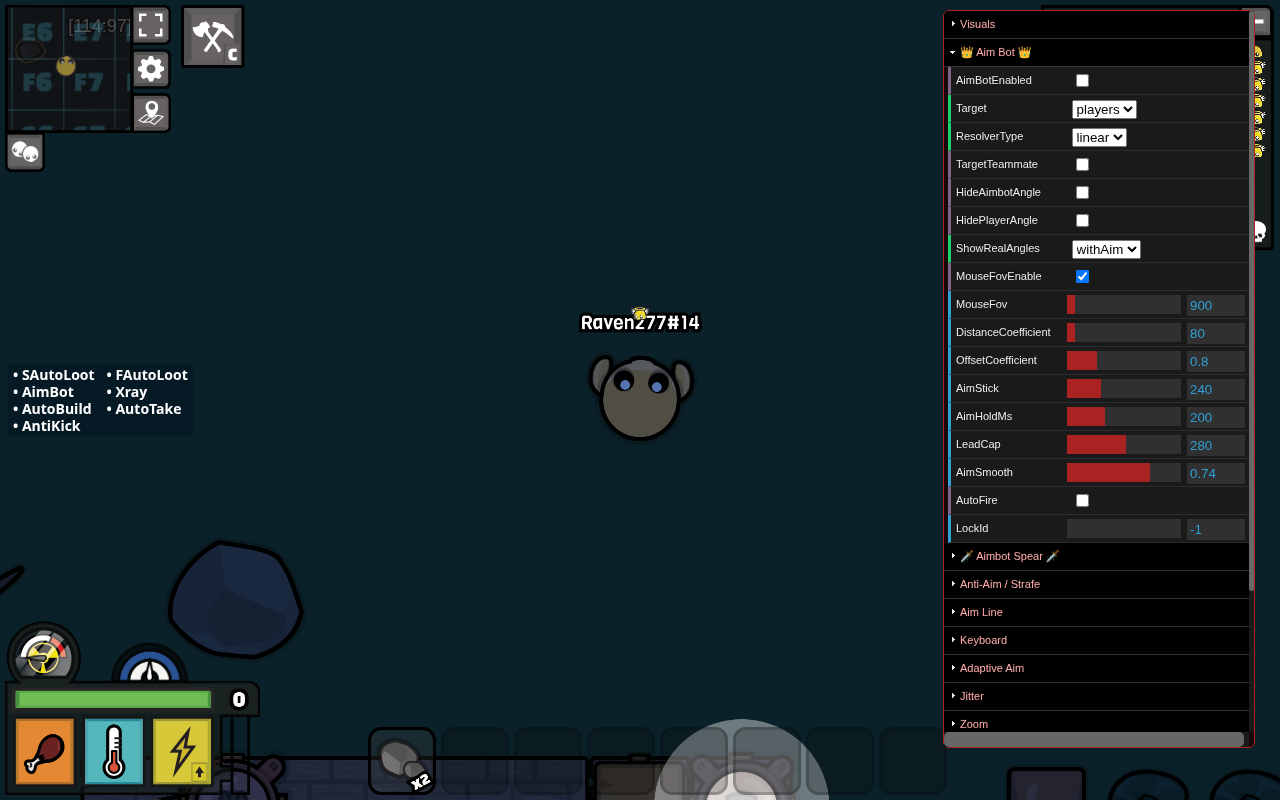 E6 E7
[114:97]
F6 F7
C
Raven277#14
• SAutoLoot • FAutoLoot
• AimBot • Xray
• AutoBuild • AutoTake
• AntiKick
0
x2
Visuals
👑 Aim Bot 👑
AimBotEnabled
Target players
ResolverType linear
TargetTeammate
HideAimbotAngle
HidePlayerAngle
ShowRealAngles withAim
MouseFovEnable
MouseFov 900
DistanceCoefficient 80
OffsetCoefficient 0.8
AimStick 240
AimHoldMs 200
LeadCap 280
AimSmooth 0.74
AutoFire
LockId -1
🗡️ Aimbot Spear 🗡️
Anti-Aim / Strafe
Aim Line
Keyboard
Adaptive Aim
Jitter
Zoom